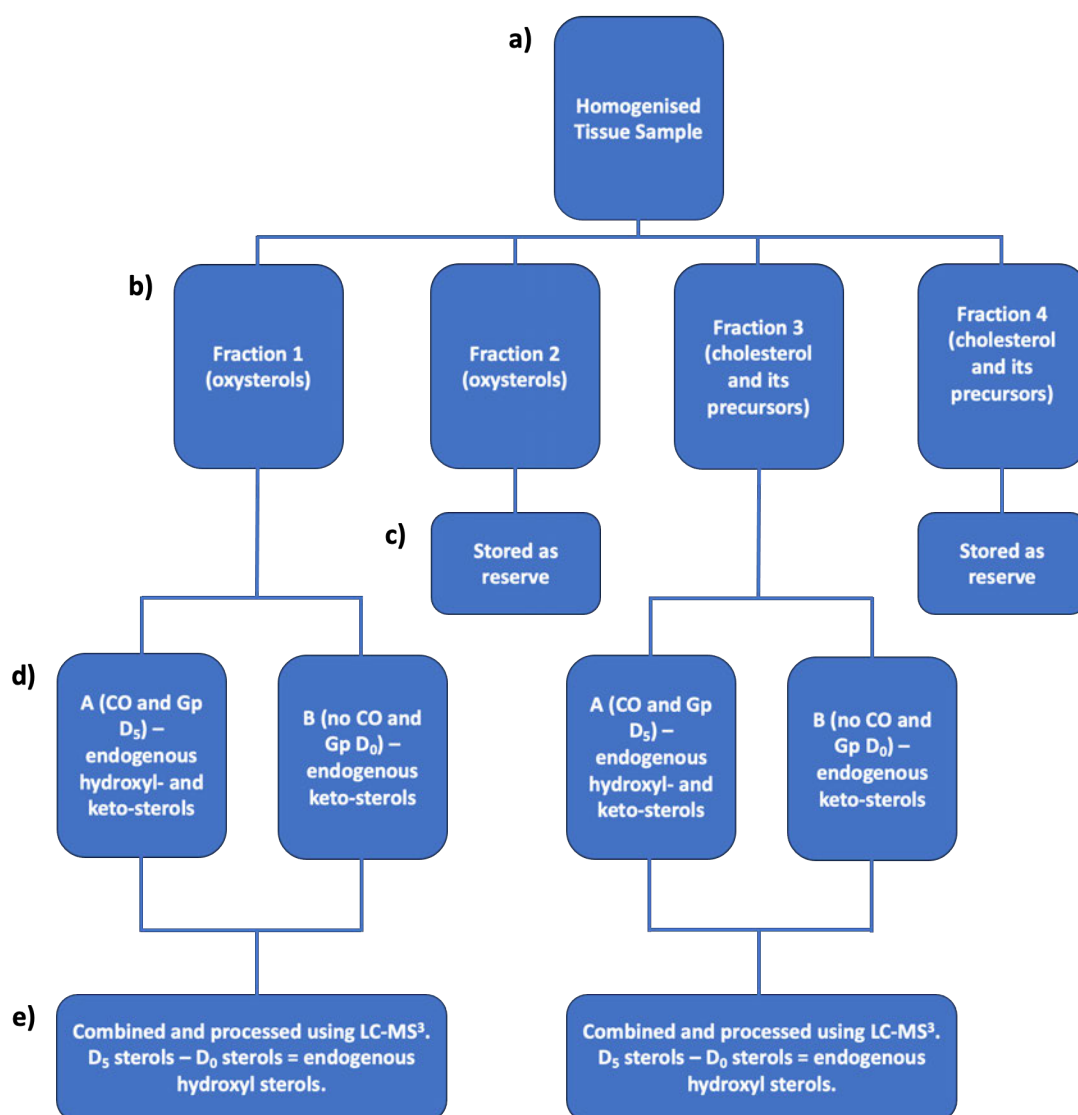 a)
Homogenised
Tissue Sample
b)
Fraction 1
(oxysterols)
Fraction 2
(oxysterols)
Fraction 3
(cholesterol
and its
precursors)
Fraction 4
(cholesterol
and its
precursors)
c)
Stored as
reserve
Stored as
reserve
d)
A (CO and Gp
D₅) –
endogenous
hydroxyl- and
keto-sterols
B (no CO and
Gp D₀) –
endogenous
keto-sterols
A (CO and Gp
D₅) –
endogenous
hydroxyl- and
keto-sterols
B (no CO and
Gp D₀) –
endogenous
keto-sterols
e)
Combined and processed using LC-MS³.
D₅ sterols – D₀ sterols = endogenous
hydroxyl sterols.
Combined and processed using LC-MS³.
D₅ sterols – D₀ sterols = endogenous
hydroxyl sterols.